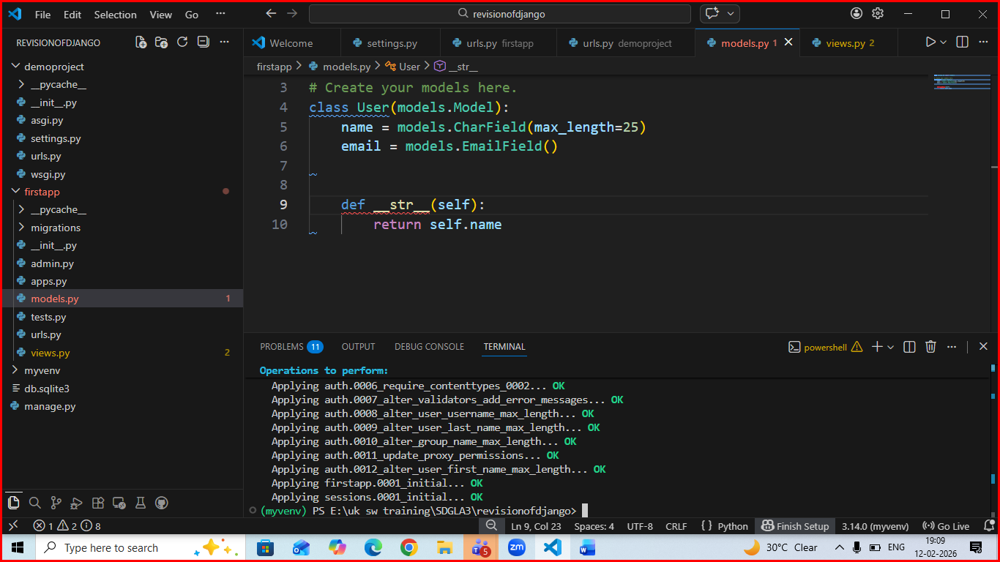 File Edit Selection View Go ···
revisionofdjango
REVISIONOFDJANGO
demoproject
__pycache__
__init__.py
asgi.py
settings.py
urls.py
wsgi.py
firstapp
__pycache__
migrations
__init__.py
admin.py
apps.py
models.py 1
tests.py
urls.py
views.py 2
myvenv
db.sqlite3
manage.py
Welcome settings.py urls.py firstapp urls.py demoproject models.py 1 views.py 2
firstapp > models.py > User > __str__
3 # Create your models here.
4 class User(models.Model):
5 name = models.CharField(max_length=25)
6 email = models.EmailField()
7
8
9 def __str__(self):
10 return self.name
PROBLEMS 11 OUTPUT DEBUG CONSOLE TERMINAL powershell
Operations to perform:
Applying auth.0006_require_contenttypes_0002... OK
Applying auth.0007_alter_validators_add_error_messages... OK
Applying auth.0008_alter_user_username_max_length... OK
Applying auth.0009_alter_user_last_name_max_length... OK
Applying auth.0010_alter_group_name_max_length... OK
Applying auth.0011_update_proxy_permissions... OK
Applying auth.0012_alter_user_first_name_max_length... OK
Applying firstapp.0001_initial... OK
Applying sessions.0001_initial... OK
(myvenv) PS E:\uk sw training\SDGLA3\revisionofdjango>
1 2 8 Ln 9, Col 23 Spaces: 4 UTF-8 CRLF { } Python Finish Setup 3.14.0 (myvenv) Go Live
Type here to search 5 zm 30°C Clear ENG 19:09
12-02-2026